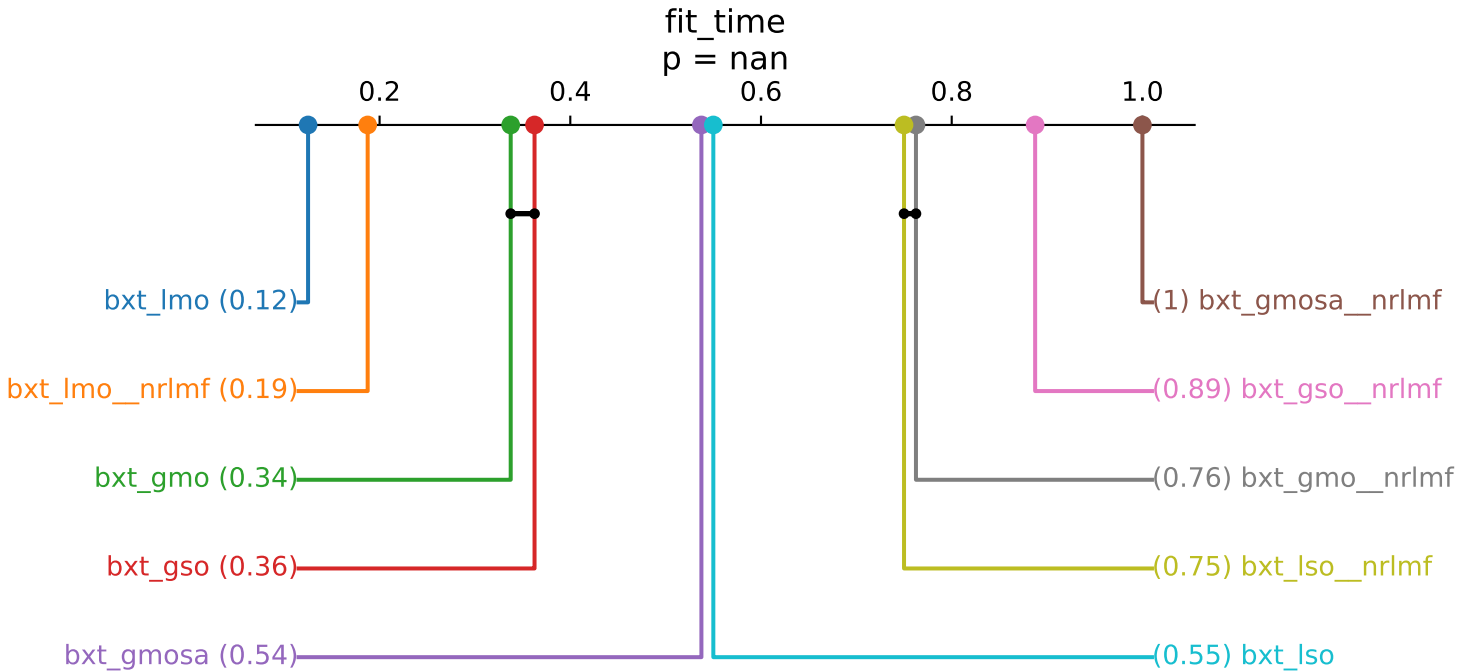 fit_time
p = nan
0.2 0.4 0.6 0.8 1.0
bxt_lmo (0.12)
(1) bxt_gmosa__nrlmf
bxt_lmo__nrlmf (0.19)
(0.89) bxt_gso__nrlmf
bxt_gmo (0.34)
(0.76) bxt_gmo__nrlmf
bxt_gso (0.36)
(0.75) bxt_lso__nrlmf
bxt_gmosa (0.54)
(0.55) bxt_lso